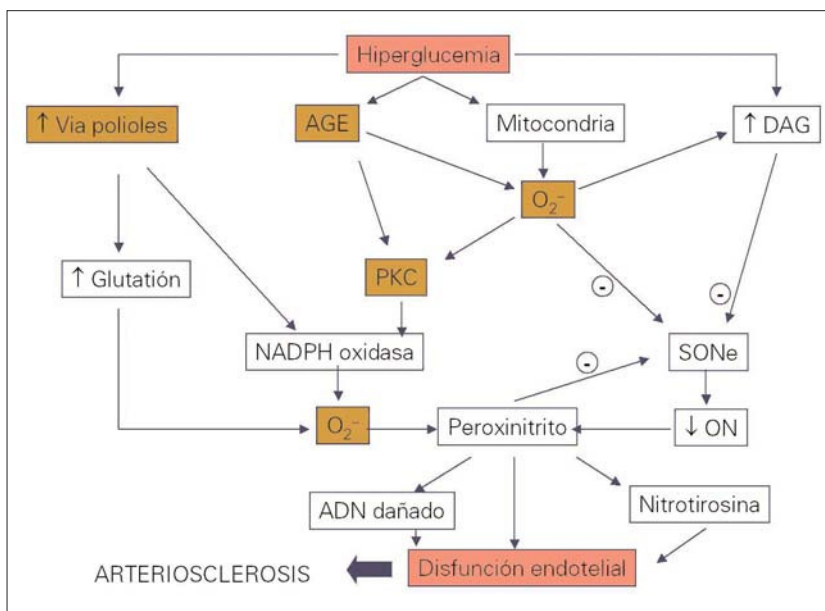 Hiperglucemia
↑ Via polioles
AGE
Mitocondria
↑ DAG
O₂⁻
↑ Glutatión
PKC
-
-
NADPH oxidasa
-
SONe
O₂⁻
Peroxinitrito
↓ ON
ADN dañado
Nitrotirosina
ARTERIOSCLEROSIS
Disfunción endotelial